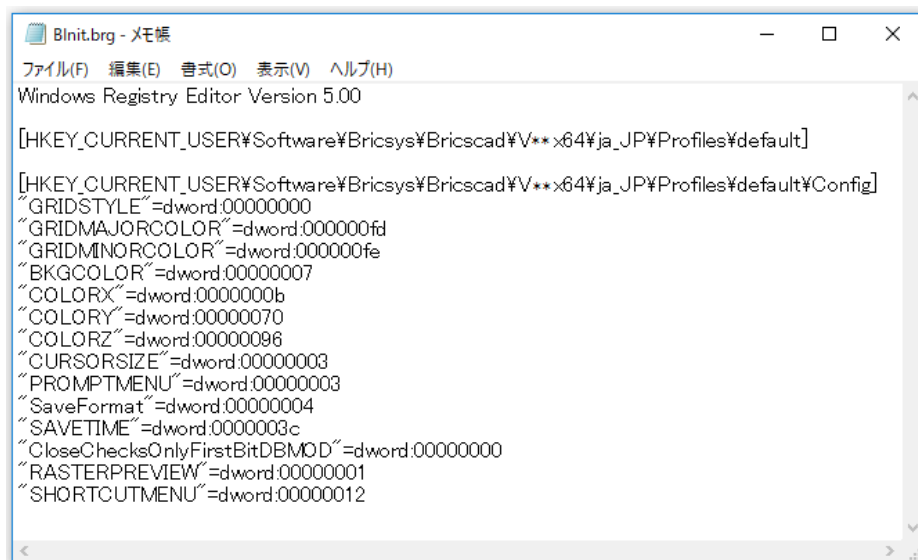 BInit.brg - メモ帳
ファイル(F) 編集(E) 書式(O) 表示(V) ヘルプ(H)
Windows Registry Editor Version 5.00
[HKEY_CURRENT_USER¥Software¥Bricsys¥Bricscad¥V**x64¥ja_JP¥Profiles¥default]
[HKEY_CURRENT_USER¥Software¥Bricsys¥Bricscad¥V**x64¥ja_JP¥Profiles¥default¥Config]
"GRIDSTYLE"=dword:00000000
"GRIDMAJORCOLOR"=dword:000000fd
"GRIDMINORCOLOR"=dword:000000fe
"BKGCOLOR"=dword:00000007
"COLORX"=dword:0000000b
"COLORY"=dword:00000070
"COLORZ"=dword:00000096
"CURSORSIZE"=dword:00000003
"PROMPTMENU"=dword:00000003
"SaveFormat"=dword:00000004
"SAVETIME"=dword:0000003c
"CloseChecksOnlyFirstBitDBMOD"=dword:00000000
"RASTERPREVIEW"=dword:00000001
"SHORTCUTMENU"=dword:00000012